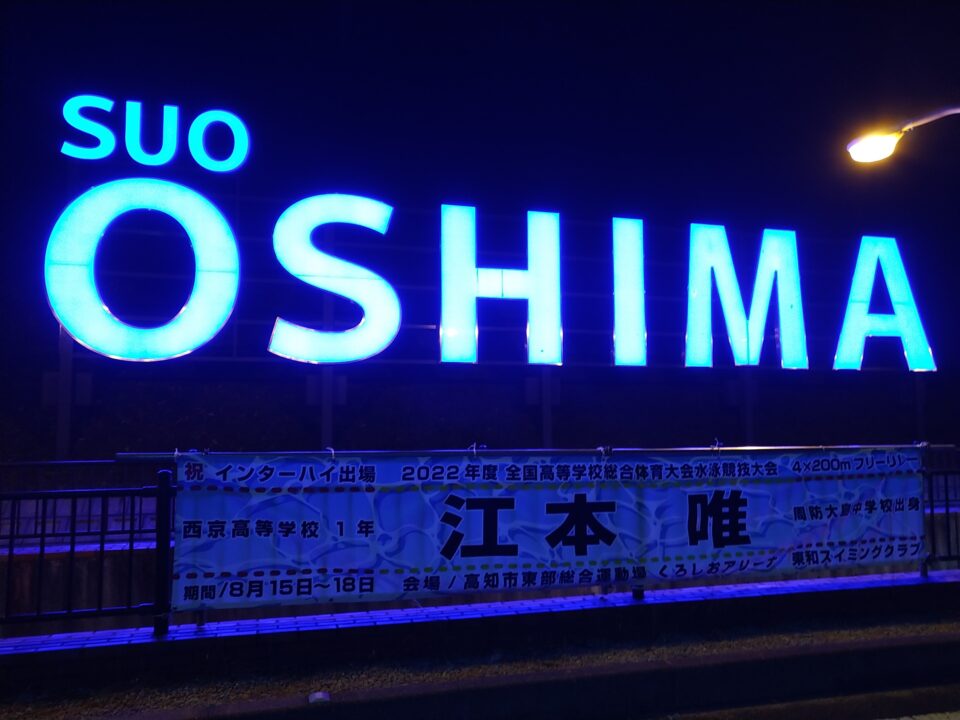 SUO
OSHIMA
祝 インターハイ出場 2022年度 全国高等学校総合体育大会水泳競技大会 4×200mフリーリレー
西京高等学校 1年
江本 唯
周防大島中学校出身
東和スイミングクラブ
期間/8月15日～18日 会場/高知市東部総合運動場 くろしおアリーナ